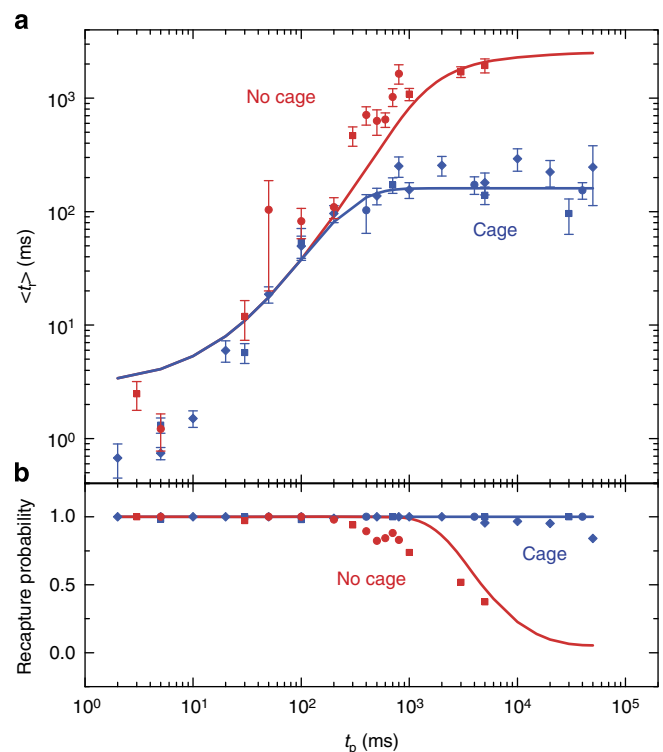 a
10³
10²
10¹
10⁰
<tᵣ> (ms)
No cage
Cage
b
1.0
0.5
0.0
Recapture probability
Cage
No cage
10⁰ 10¹ 10² 10³ 10⁴ 10⁵
tₚ (ms)